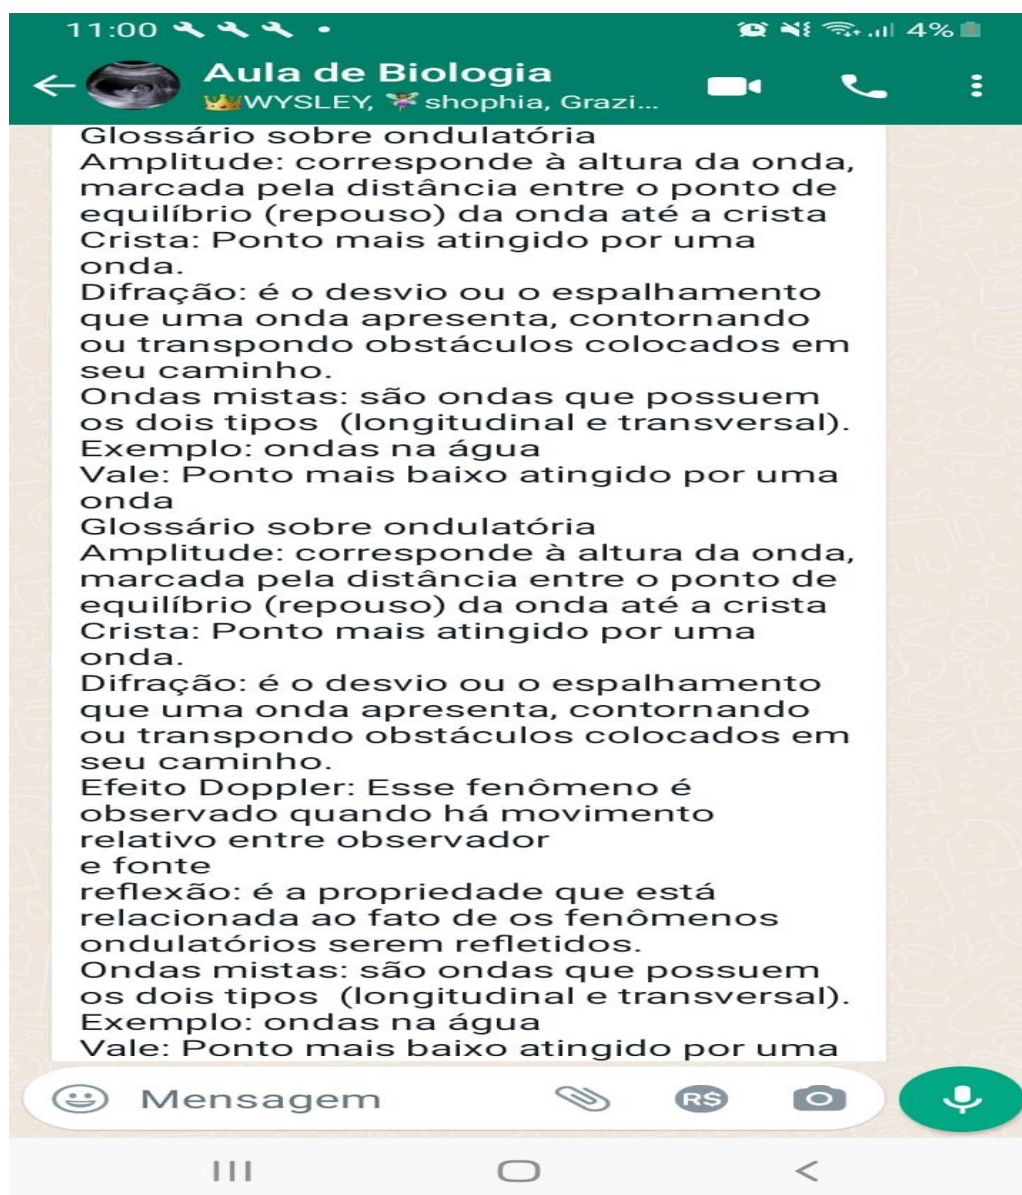 11:00
4%
Aula de Biologia
WYSLEY, shophia, Grazi...
Glossário sobre ondulatória
Amplitude: corresponde à altura da onda,
marcada pela distância entre o ponto de
equilíbrio (repouso) da onda até a crista
Crista: Ponto mais atingido por uma
onda.
Difração: é o desvio ou o espalhamento
que uma onda apresenta, contornando
ou transpondo obstáculos colocados em
seu caminho.
Ondas mistas: são ondas que possuem
os dois tipos  (longitudinal e transversal).
Exemplo: ondas na água
Vale: Ponto mais baixo atingido por uma
onda
Glossário sobre ondulatória
Amplitude: corresponde à altura da onda,
marcada pela distância entre o ponto de
equilíbrio (repouso) da onda até a crista
Crista: Ponto mais atingido por uma
onda.
Difração: é o desvio ou o espalhamento
que uma onda apresenta, contornando
ou transpondo obstáculos colocados em
seu caminho.
Efeito Doppler: Esse fenômeno é
observado quando há movimento
relativo entre observador
e fonte
reflexão: é a propriedade que está
relacionada ao fato de os fenômenos
ondulatórios serem refletidos.
Ondas mistas: são ondas que possuem
os dois tipos  (longitudinal e transversal).
Exemplo: ondas na água
Vale: Ponto mais baixo atingido por uma
Mensagem
R$